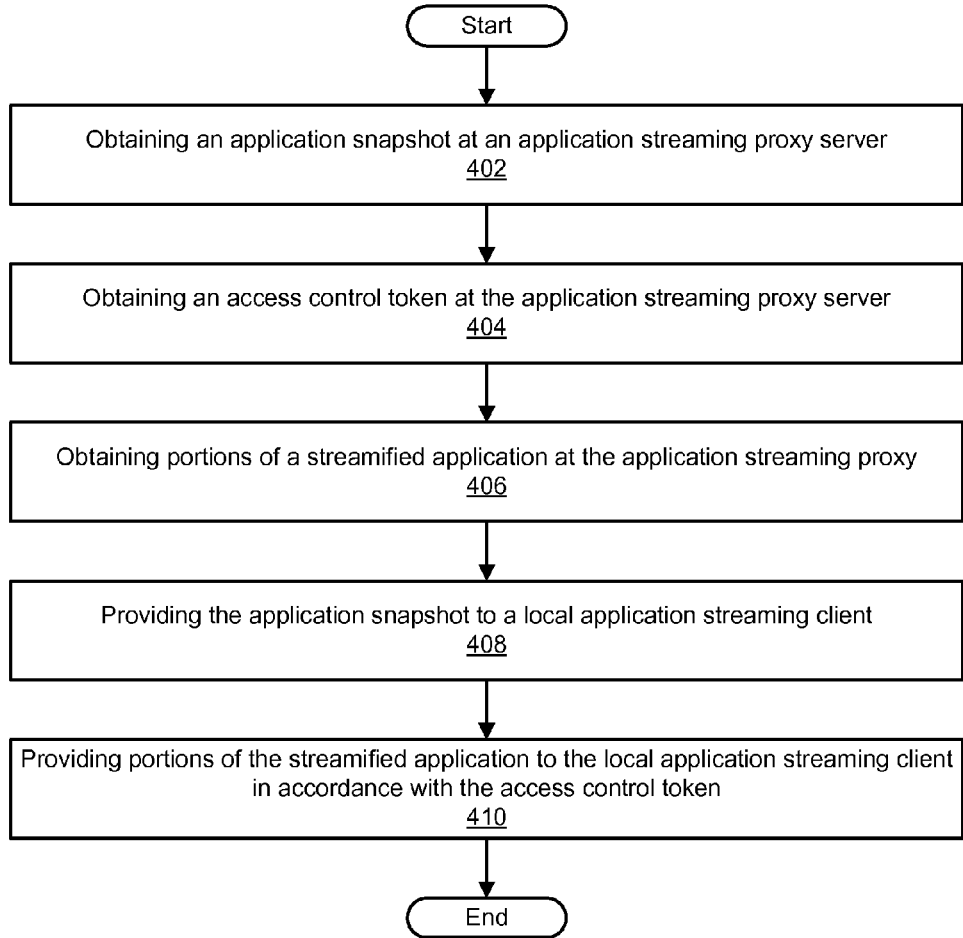 Start
Obtaining an application snapshot at an application streaming proxy server
402
Obtaining an access control token at the application streaming proxy server
404
Obtaining portions of a streamified application at the application streaming proxy
406
Providing the application snapshot to a local application streaming client
408
Providing portions of the streamified application to the local application streaming client
in accordance with the access control token
410
End